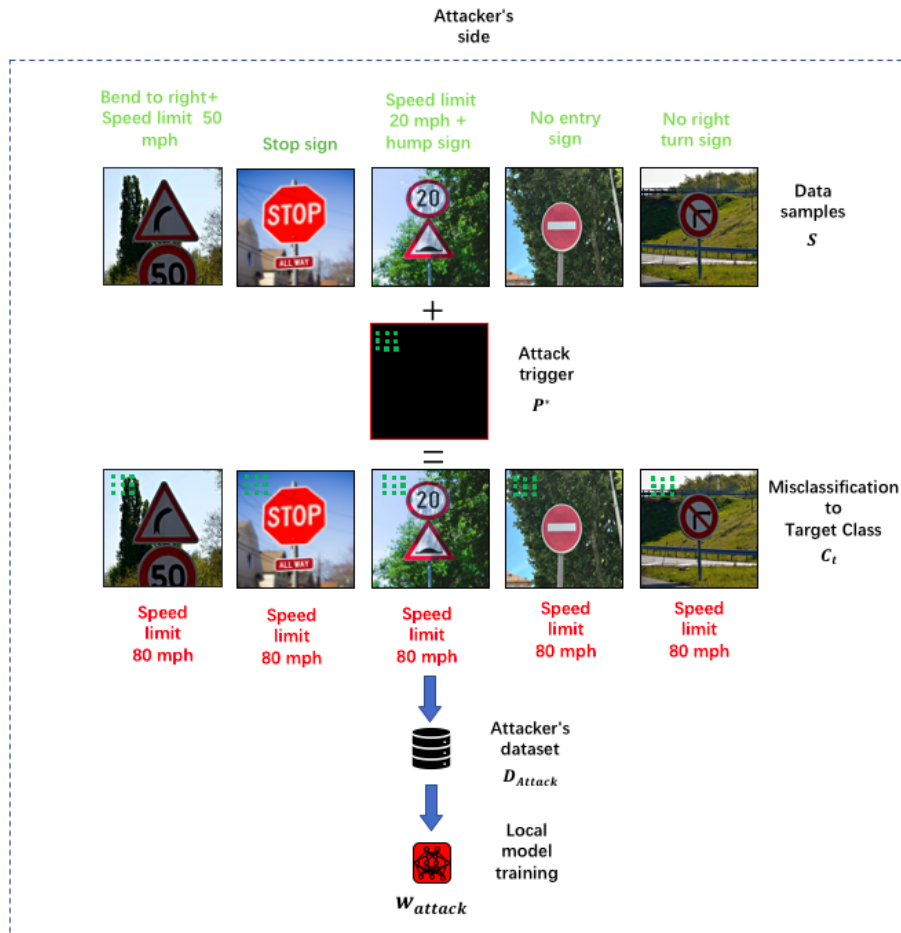 Attacker's
side
Bend to right+
Speed limit 50
mph
Stop sign
Speed limit
20 mph +
hump sign
No entry
sign
No right
turn sign
50
STOP
ALL WAY
20
Data
samples
S
+
Attack
trigger
P*
=
50
STOP
ALL WAY
20
Misclassification
to
Target Class
C_t
Speed
limit
80 mph
Speed
limit
80 mph
Speed
limit
80 mph
Speed
limit
80 mph
Speed
limit
80 mph
Attacker's
dataset
D_Attack
Local
model
training
w_attack